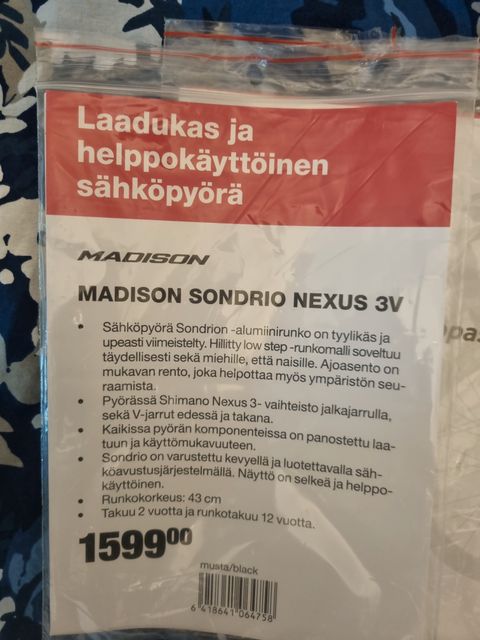 Laadukas ja
helppokäyttöinen
sähköpyörä
MADISON
MADISON SONDRIO NEXUS 3V
• Sähköpyörä Sondrion -alumiinirunko on tyylikäs ja
upeasti viimeistelty. Hillitty low step -runkomalli soveltuu
täydellisesti sekä miehille, että naisille. Ajoasento on
mukavan rento, joka helpottaa myös ympäristön seu-
raamista.
• Pyörässä Shimano Nexus 3- vaihteisto jalkajarrulla,
sekä V-jarrut edessä ja takana.
• Kaikissa pyörän komponenteissa on panostettu laa-
tuun ja käyttömukavuuteen.
• Sondrio on varustettu kevyellä ja luotettavalla säh-
köavustusjärjestelmällä. Näyttö on selkeä ja helppo-
käyttöinen.
• Runkokorkeus: 43 cm
• Takuu 2 vuotta ja runkotakuu 12 vuotta.
159900
musta/black
6 418641 064758